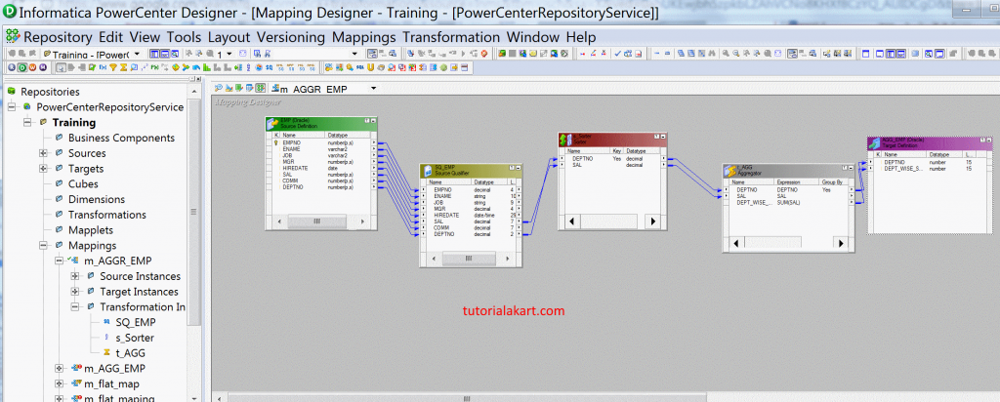 Informatica PowerCenter Designer - [Mapping Designer - Training - [PowerCenterRepositoryService]]
Repository Edit View Tools Layout Versioning Mappings Transformation Window Help
Training - [Power(
Repositories
PowerCenterRepositoryService
Training
Business Components
Sources
Targets
Cubes
Dimensions
Transformations
Mapplets
Mappings
m_AGGR_EMP
Source Instances
Target Instances
Transformation In
SQ_EMP
s_Sorter
t_AGG
m_AGG_EMP
m_flat_map
m_flat_maping
m_AGGR_EMP
Mapping Designer
EMP (Oracle)
Source Definition
K Name Datatype
EMPNO number(p,s)
ENAME varchar2
JOB varchar2
MGR number(p,s)
HIREDATE date
SAL number(p,s)
COMM number(p,s)
DEPTNO number(p,s)
SQ_EMP
Source Qualifier
Name Datatype L
EMPNO decimal 4
ENAME string 10
JOB string 9
MGR decimal 4
HIREDATE date/time 29
SAL decimal 7
COMM decimal 7
DEPTNO decimal 2
s_Sorter
Sorter
Name Key Datatype
DEPTNO Yes decimal
SAL decimal
t_AGG
Aggregator
Name Expression Group By
DEPTNO DEPTNO Yes
SAL SAL
DEPT_WISE_... SUM(SAL)
AGG_EMP (Oracle)
Target Definition
K Name Datatype L...
DEPTNO number 15
DEPT_WISE_S... number 15
tutorialakart.com